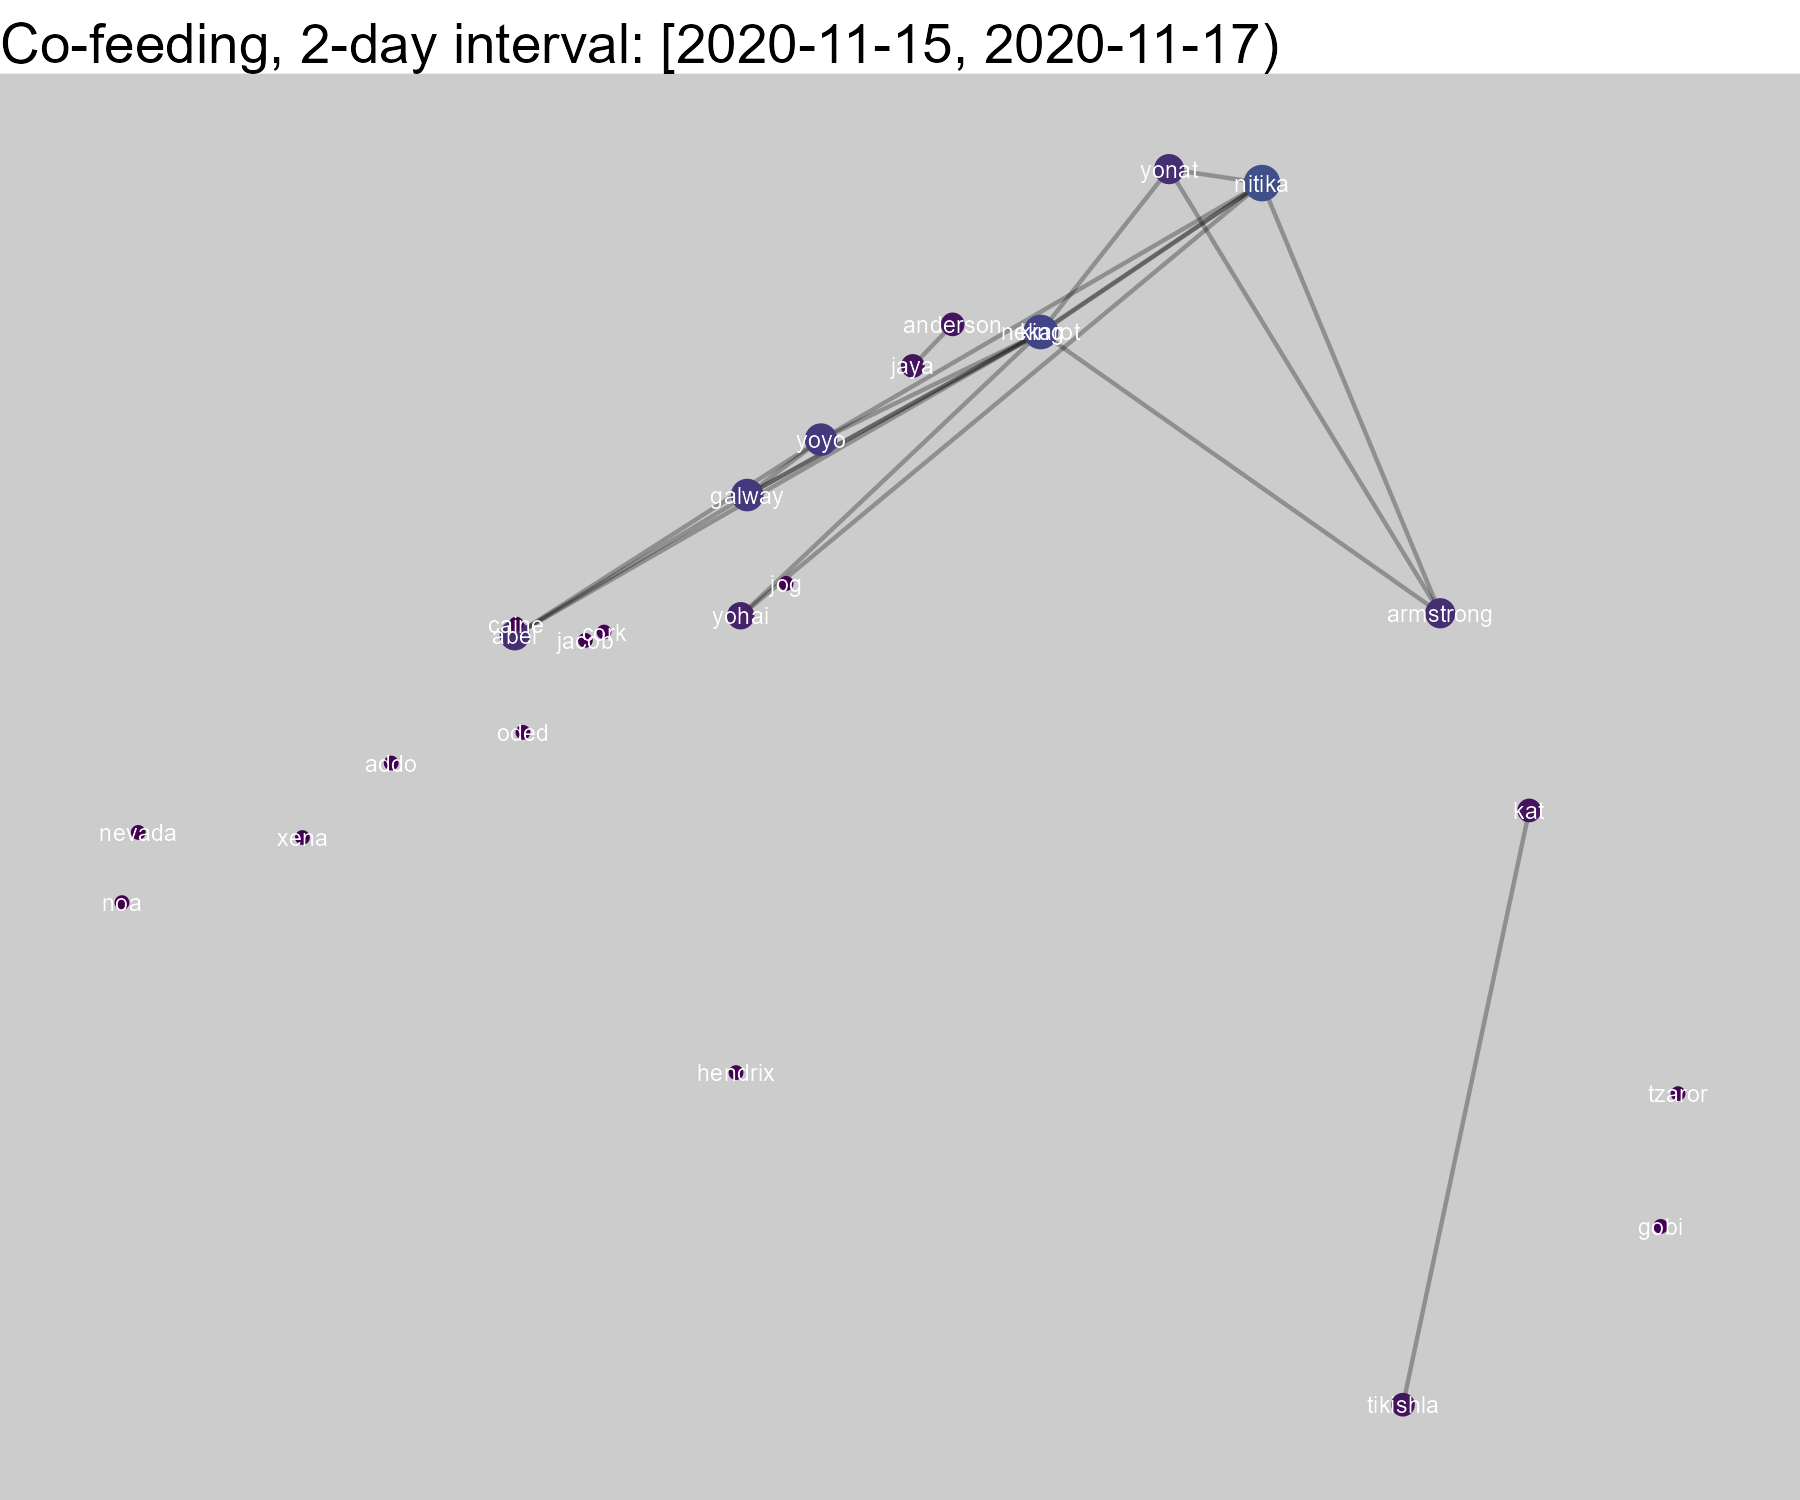 Co-feeding, 2-day interval: [2020-11-15, 2020-11-17)
yonat
nitika
anderson
king
jaya
yoyo
galway
jog
yohai
armstrong
caine
abel
cork
jacob
oded
addo
kat
nevada
xena
noa
hendrix
tzaror
gobi
tikishla